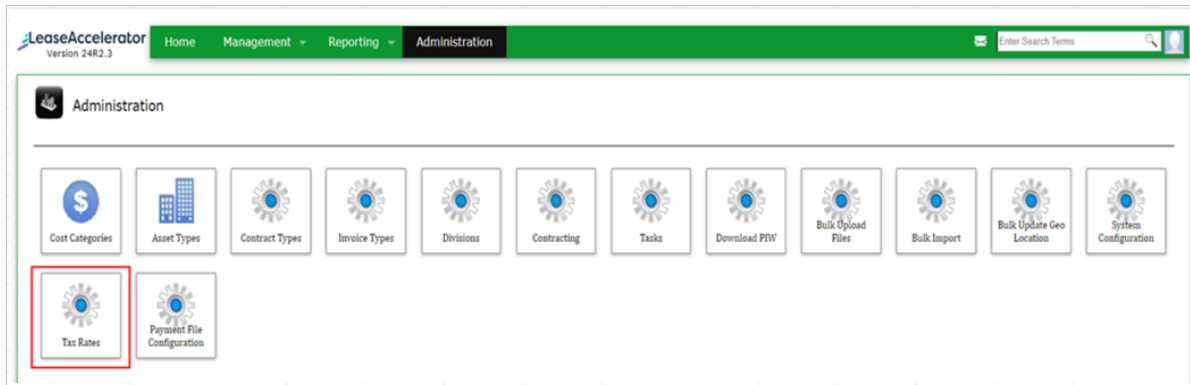 LeaseAccelerator
Version 24R2.3
Home Management Reporting Administration
Enter Search Terms
Administration
Cost Categories
Asset Types
Contract Types
Invoice Types
Divisions
Contracting
Tasks
Download PIW
Bulk Upload
Files
Bulk Import
Bulk Update Geo
Location
System
Configuration
Tax Rates
Payment File
Configuration